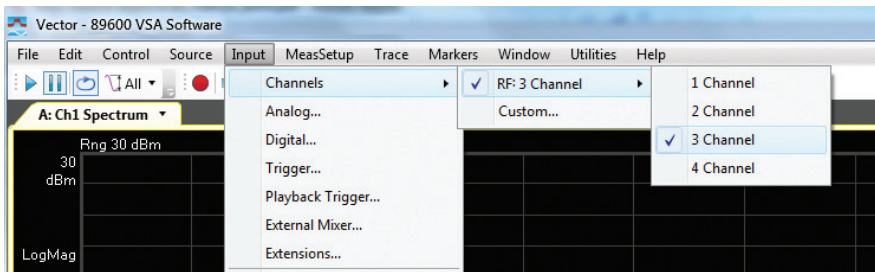 Vector - 89600 VSA Software
File Edit Control Source Input MeasSetup Trace Markers Window Utilities Help
All
Channels
RF: 3 Channel
1 Channel
A: Ch1 Spectrum
Analog...
Custom...
2 Channel
Rng 30 dBm
Digital...
3 Channel
30
dBm
Trigger...
4 Channel
Playback Trigger...
External Mixer...
LogMag
Extensions...